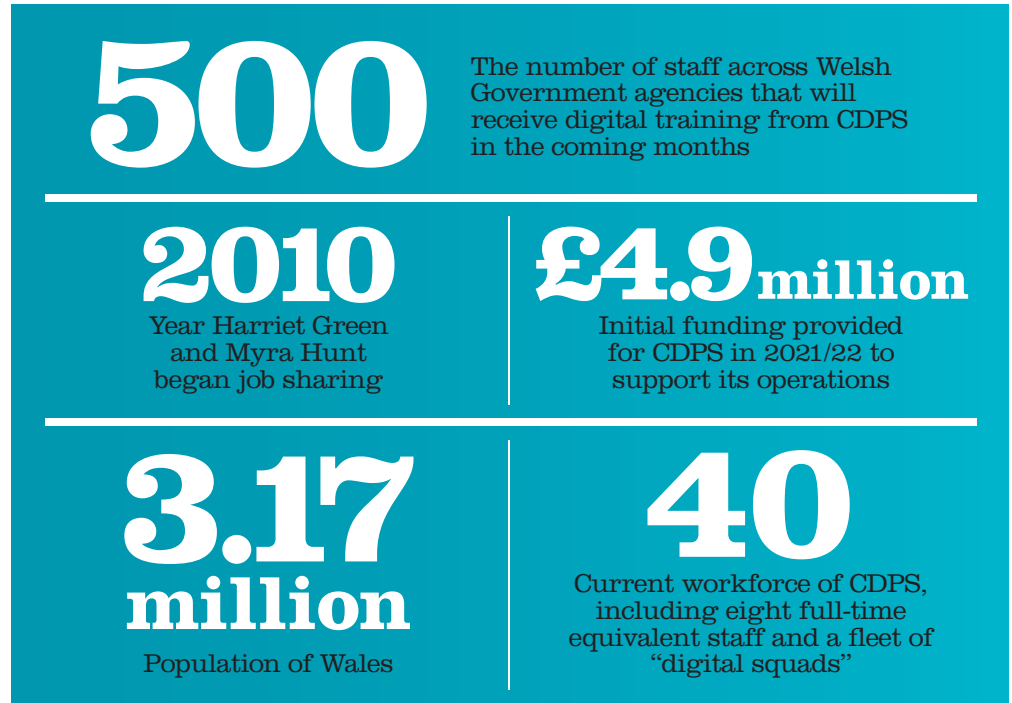 500
The number of staff across Welsh
Government agencies that will
receive digital training from CDPS
in the coming months
2010
Year Harriet Green
and Myra Hunt
began job sharing
£4.9 million
Initial funding provided
for CDPS in 2021/22 to
support its operations
3.17
million
Population of Wales
40
Current workforce of CDPS,
including eight full-time
equivalent staff and a fleet of
“digital squads”